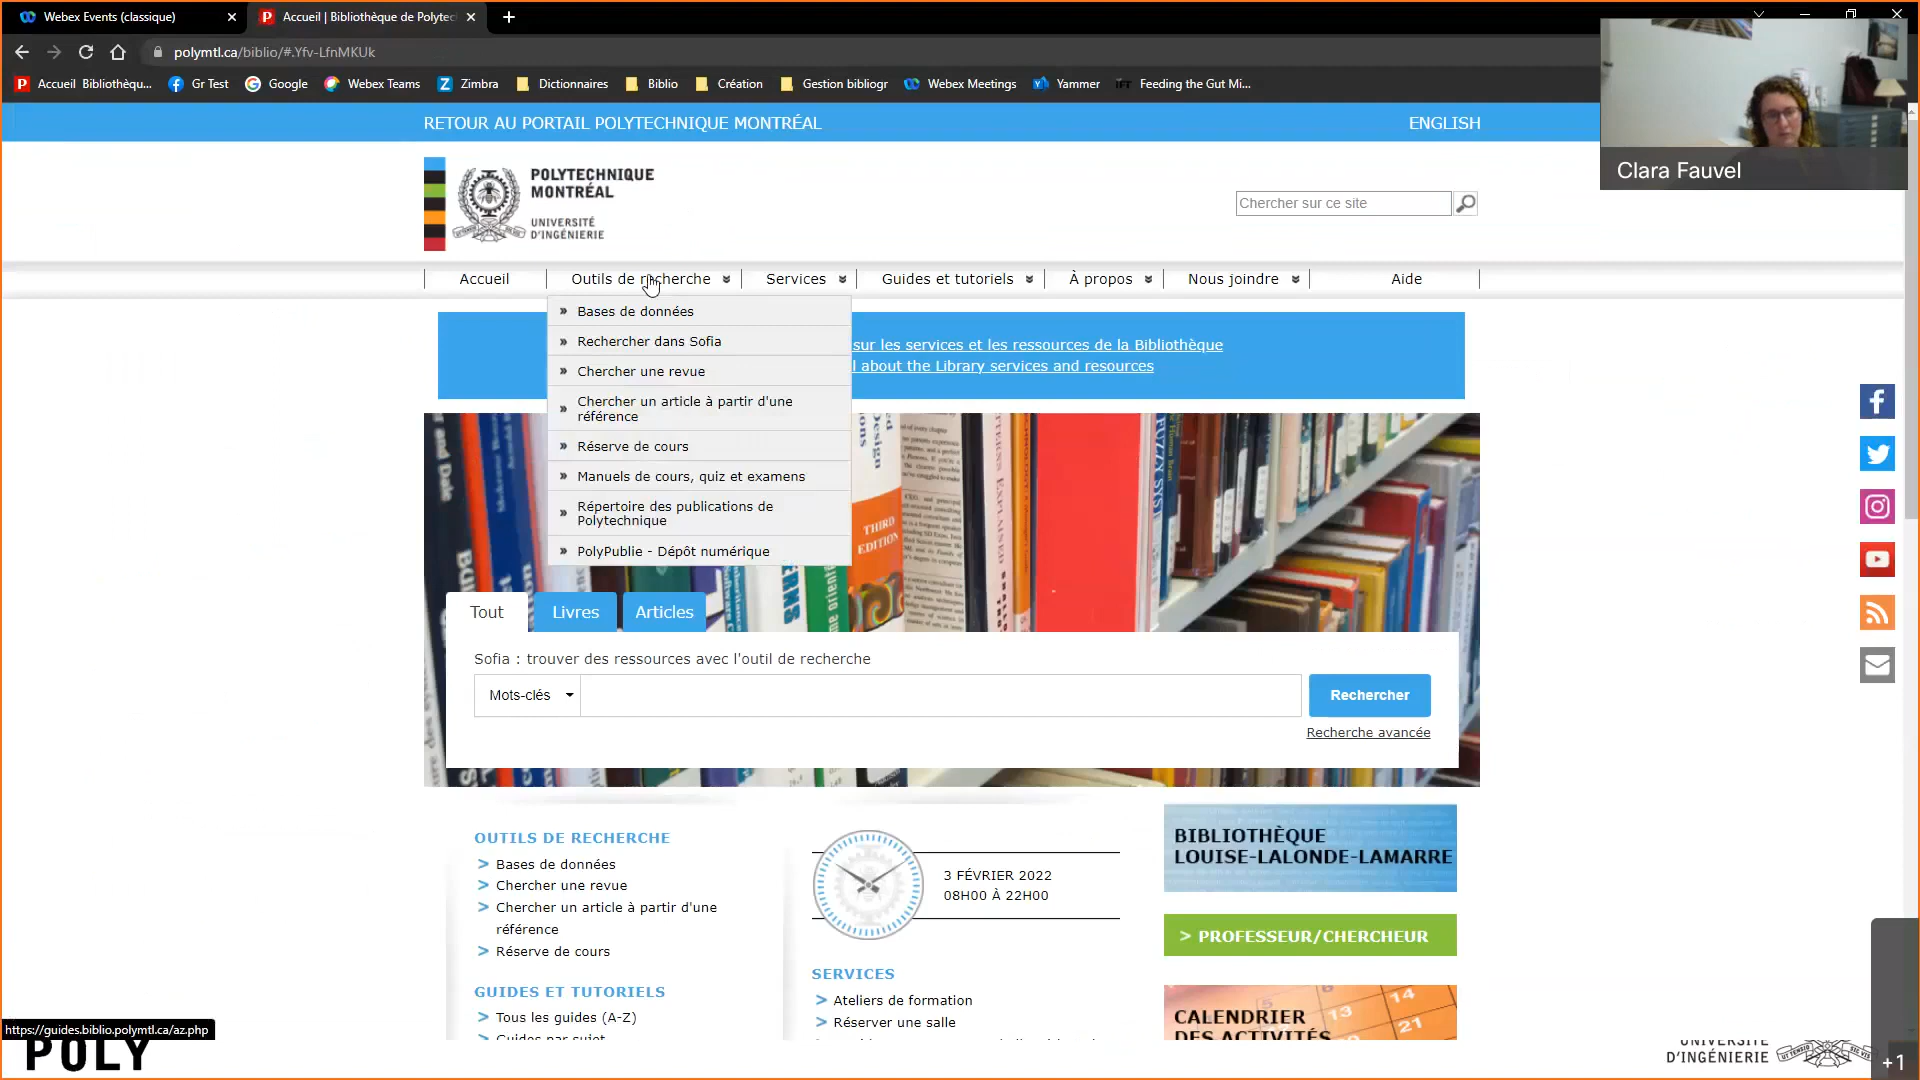 Webex Events (classique)
Accueil | Bibliothèque de Polytec
polymtl.ca/biblio/#.Yfv-LfnMKUk
Accueil Bibliothèqu...
Gr Test
Google
Webex Teams
Zimbra
Dictionnaires
Biblio
Création
Gestion bibliogr
Webex Meetings
Yammer
Feeding the Gut Mi...
Clara Fauvel
RETOUR AU PORTAIL POLYTECHNIQUE MONTRÉAL
ENGLISH
POLYTECHNIQUE
MONTRÉAL
UNIVERSITÉ
D'INGÉNIERIE
Chercher sur ce site
Accueil
Outils de recherche
Services
Guides et tutoriels
À propos
Nous joindre
Aide
Bases de données
Rechercher dans Sofia
Chercher une revue
Chercher un article à partir d'une
référence
Réserve de cours
Manuels de cours, quiz et examens
Répertoire des publications de
Polytechnique
PolyPublie - Dépôt numérique
sur les services et les ressources de la Bibliothèque
about the Library services and resources
THIRD
EDITION
Tout
Livres
Articles
Sofia : trouver des ressources avec l'outil de recherche
Mots-clés
Rechercher
Recherche avancée
OUTILS DE RECHERCHE
> Bases de données
> Chercher une revue
> Chercher un article à partir d'une
référence
> Réserve de cours
GUIDES ET TUTORIELS
> Tous les guides (A-Z)
> Guides par sujet
3 FÉVRIER 2022
08H00 À 22H00
SERVICES
> Ateliers de formation
> Réserver une salle
BIBLIOTHÈQUE
LOUISE-LALONDE-LAMARRE
> PROFESSEUR/CHERCHEUR
CALENDRIER
DES ACTIVITÉS
https://guides.biblio.polymtl.ca/az.php
POLY
UNIVERSITÉ
D'INGÉNIERIE
+1